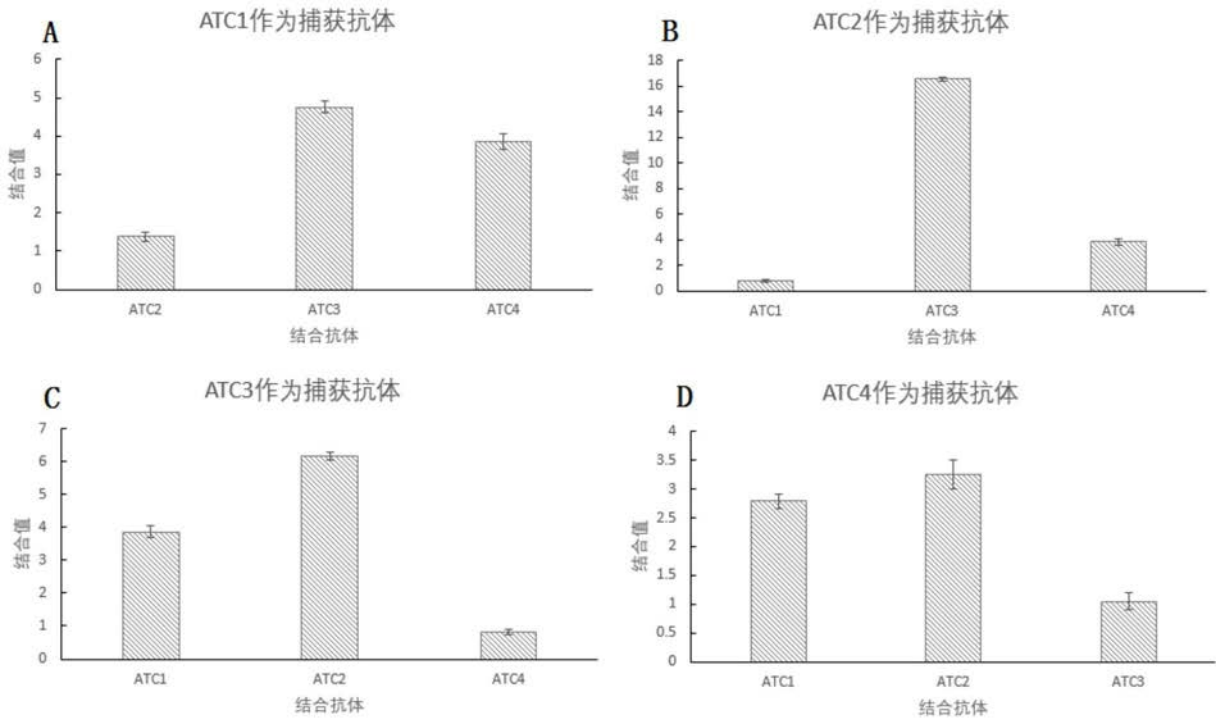 A
ATC1作为捕获抗体
6
5
4
3
2
1
0
结合值
ATC2
ATC3
ATC4
结合抗体
B
ATC2作为捕获抗体
18
16
14
12
10
8
6
4
2
0
结合值
ATC1
ATC3
ATC4
结合抗体
C
ATC3作为捕获抗体
7
6
5
4
3
2
1
0
结合值
ATC1
ATC2
ATC4
结合抗体
D
ATC4作为捕获抗体
4
3.5
3
2.5
2
1.5
1
0.5
0
结合值
ATC1
ATC2
ATC3
结合抗体